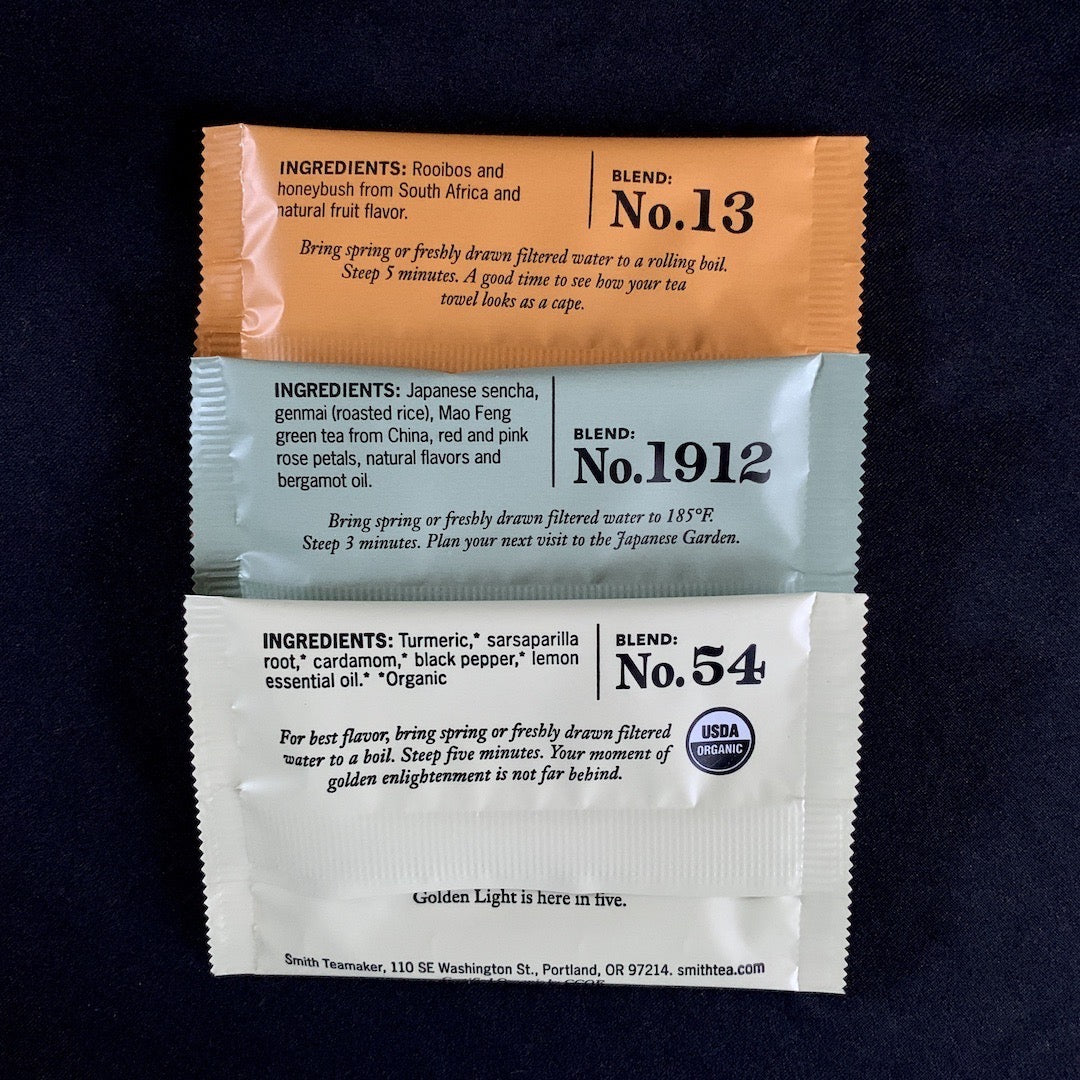 INGREDIENTS: Rooibos and
honeybush from South Africa and
natural fruit flavor.
BLEND:
No.13
Bring spring or freshly drawn filtered water to a rolling boil.
Steep 5 minutes. A good time to see how your tea
towel looks as a cape.
INGREDIENTS: Japanese sencha,
genmai (roasted rice), Mao Feng
green tea from China, red and pink
rose petals, natural flavors and
bergamot oil.
BLEND:
No.1912
Bring spring or freshly drawn filtered water to 185°F.
Steep 3 minutes. Plan your next visit to the Japanese Garden.
INGREDIENTS: Turmeric,* sarsaparilla
root,* cardamom,* black pepper,* lemon
essential oil.* *Organic
BLEND:
No.54
For best flavor, bring spring or freshly drawn filtered
water to a boil. Steep five minutes. Your moment of
golden enlightenment is not far behind.
USDA
ORGANIC
Golden Light is here in five.
Smith Teamaker, 110 SE Washington St., Portland, OR 97214. smithtea.com